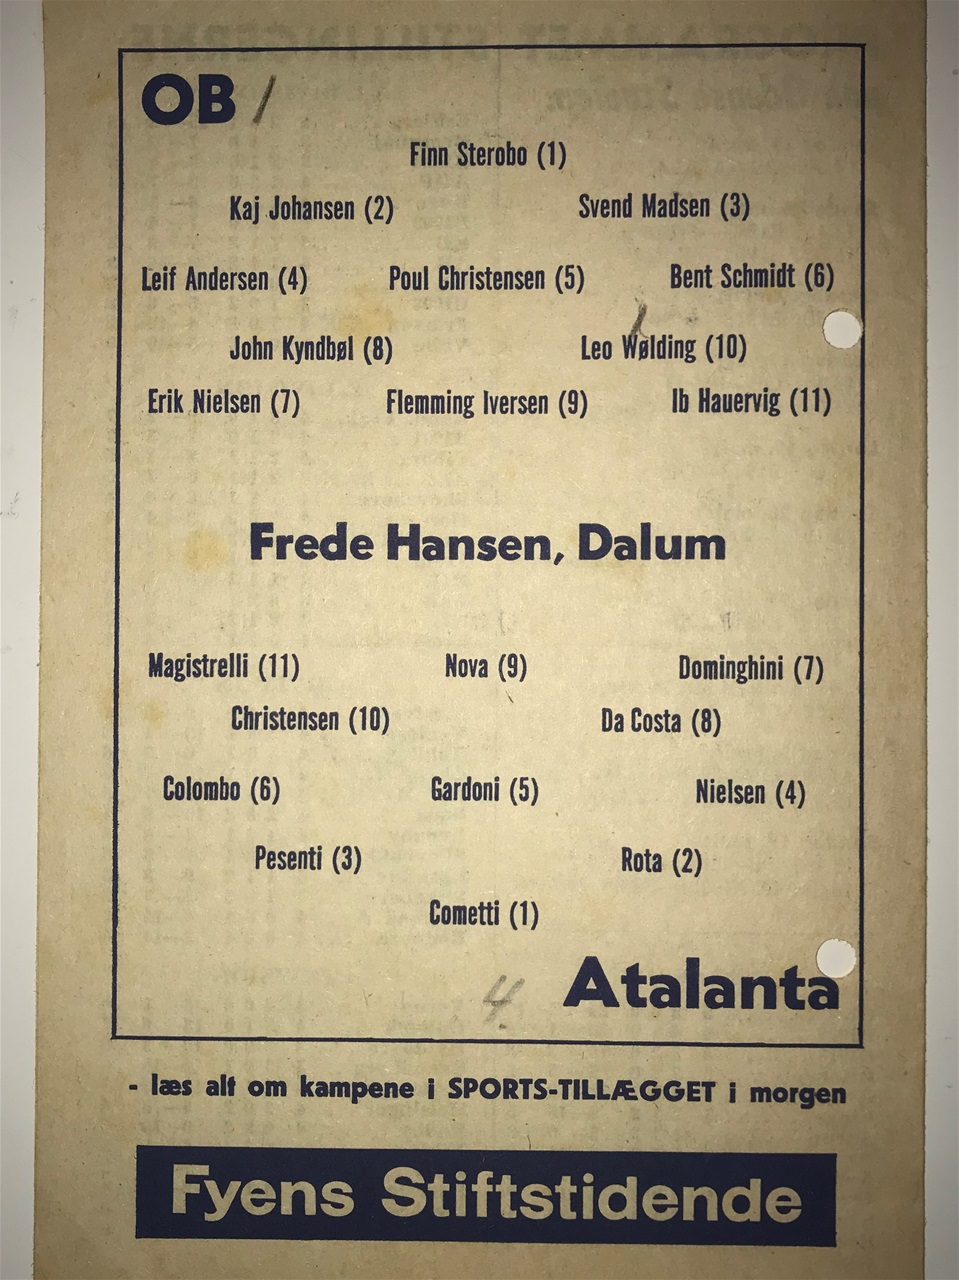 OB /
Finn Sterobo (1)
Kaj Johansen (2) Svend Madsen (3)
Leif Andersen (4) Poul Christensen (5) Bent Schmidt (6)
John Kyndbøl (8) Leo Wølding (10)
Erik Nielsen (7) Flemming Iversen (9) Ib Hauervig (11)
Frede Hansen, Dalum
Magistrelli (11) Nova (9) Dominghini (7)
Christensen (10) Da Costa (8)
Colombo (6) Gardoni (5) Nielsen (4)
Pesenti (3) Rota (2)
Cometti (1)
4. Atalanta
- læs alt om kampene i SPORTS-TILLÆGGET i morgen
Fyens Stiftstidende